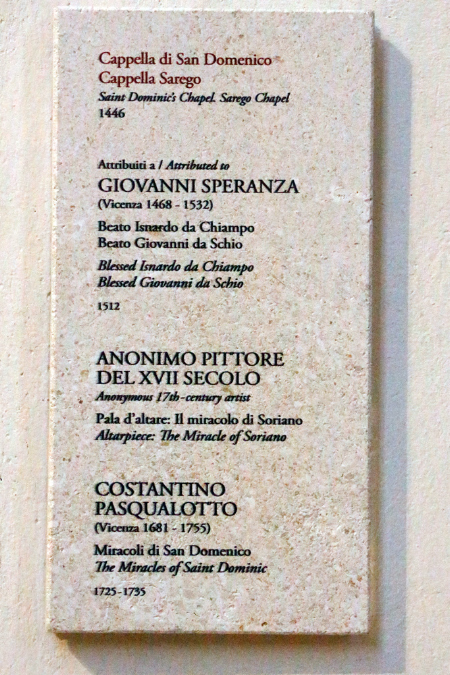 Cappella di San Domenico
Cappella Sarego
Saint Dominic's Chapel. Sarego Chapel
1446
Attribuiti a / Attributed to
GIOVANNI SPERANZA
(Vicenza 1468 - 1532)
Beato Isnardo da Chiampo
Beato Giovanni da Schio
Blessed Isnardo da Chiampo
Blessed Giovanni da Schio
1512
ANONIMO PITTORE
DEL XVII SECOLO
Anonymous 17th-century artist
Pala d'altare: Il miracolo di Soriano
Altarpiece: The Miracle of Soriano
COSTANTINO
PASQUALOTTO
(Vicenza 1681 - 1755)
Miracoli di San Domenico
The Miracles of Saint Dominic
1725-1735